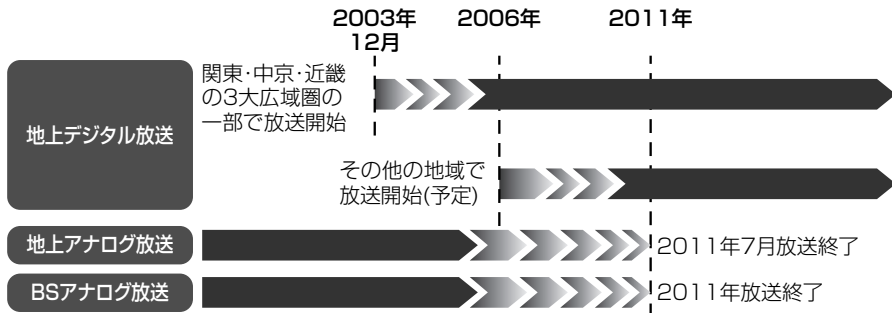 2003年
12月
2006年
2011年
地上デジタル放送
関東･中京･近畿
の3大広域圏の
一部で放送開始
その他の地域で
放送開始(予定)
地上アナログ放送
2011年7月放送終了
BSアナログ放送
2011年放送終了